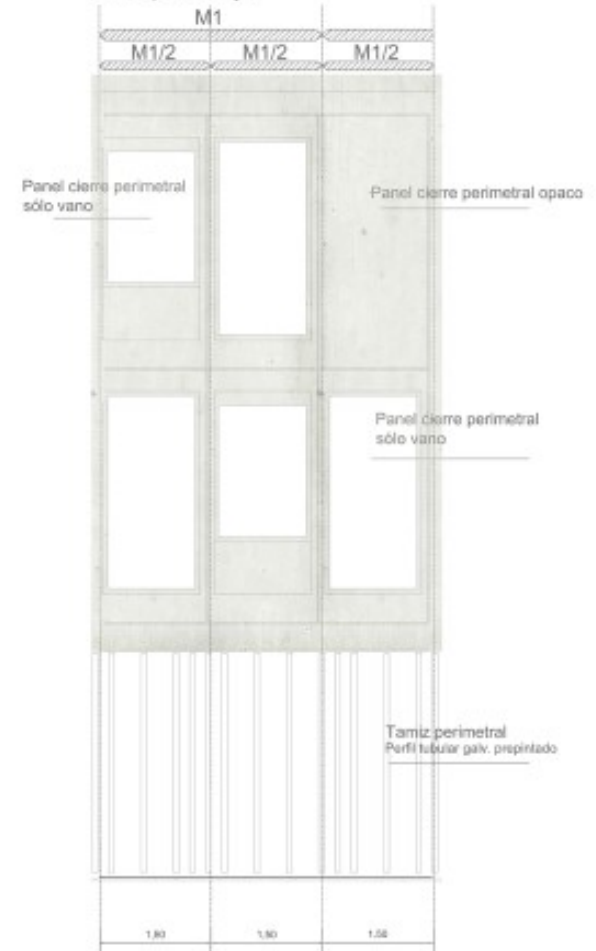 M1
M1/2 M1/2 M1/2
Panel cierre perimetral
sólo vano
Panel cierre perimetral opaco
Panel cierre perimetral
sólo vano
Tamiz perimetral
Perfil tubular galv. prepintado
1.50 1.50 1.50